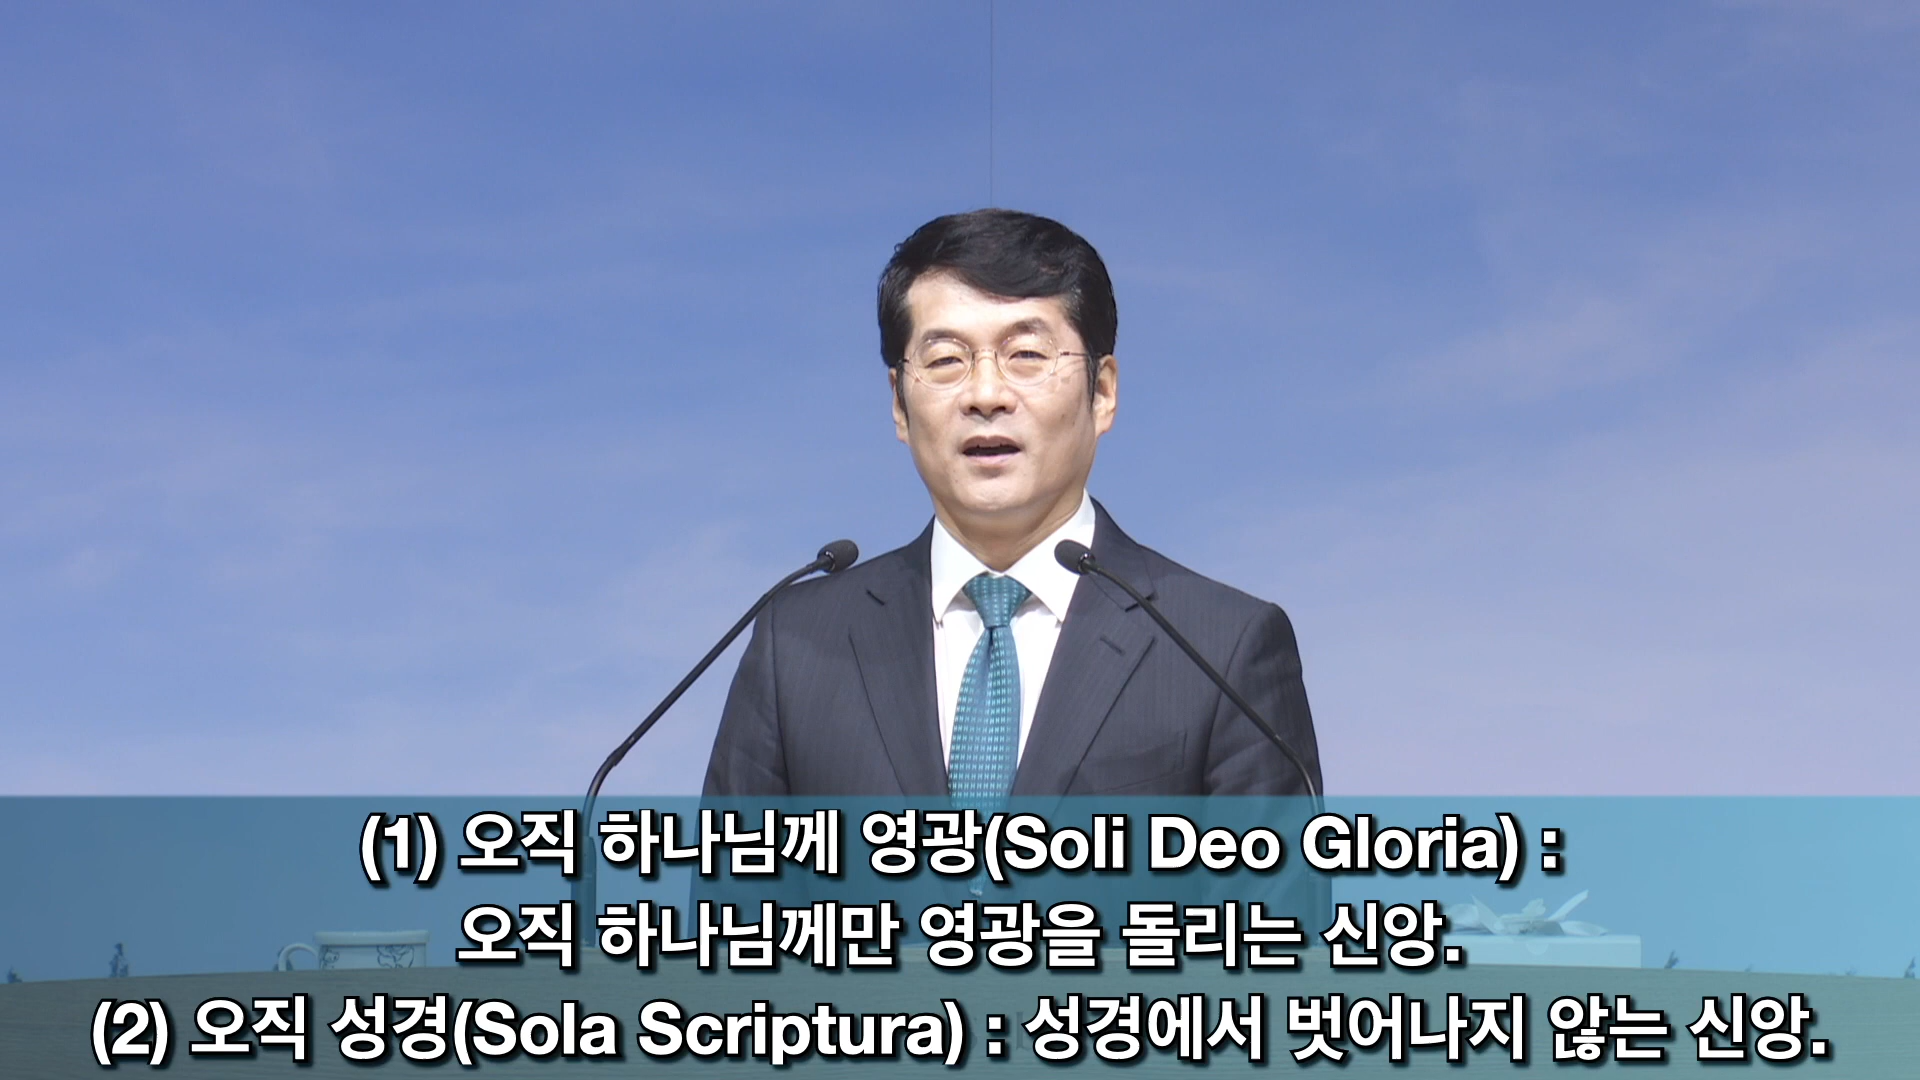 (1) 오직 하나님께 영광(Soli Deo Gloria) :
오직 하나님께만 영광을 돌리는 신앙.
(2) 오직 성경(Sola Scriptura) : 성경에서 벗어나지 않는 신앙.